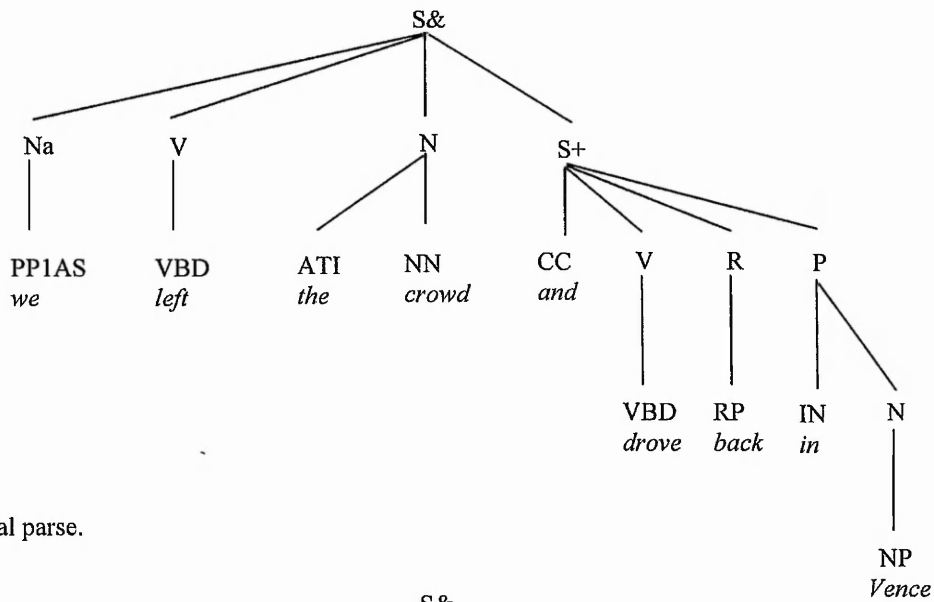 S&
Na V N S+
PP1AS VBD ATI NN CC V R P
we left the crowd and
VBD RP IN N
drove back in
al parse.
NP
Vence
S&